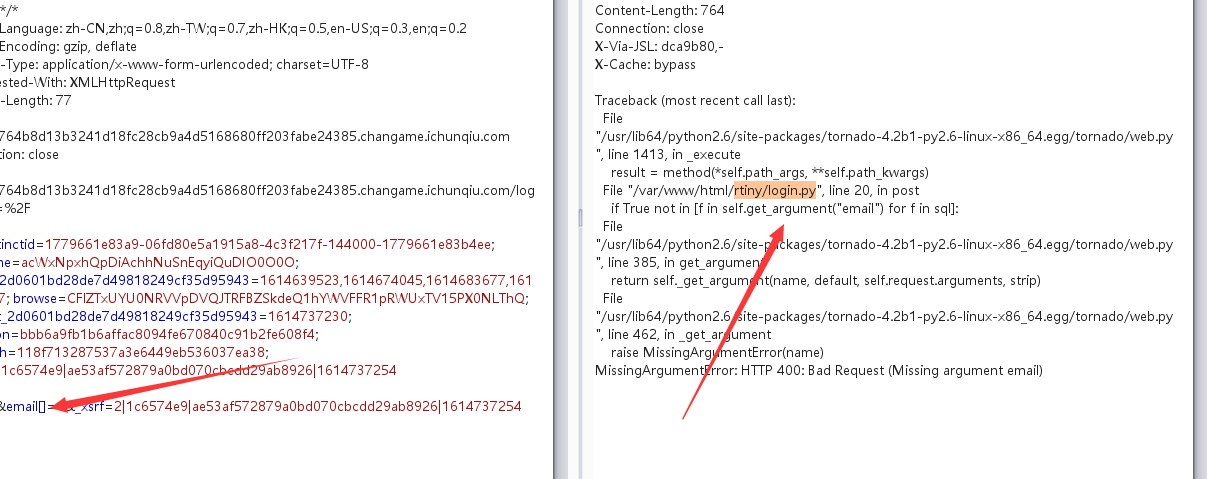 */*
Language: zh-CN,zh;q=0.8,zh-TW;q=0.7,zh-HK;q=0.5,en-US;q=0.3,en;q=0.2
Encoding: gzip, deflate
-Type: application/x-www-form-urlencoded; charset=UTF-8
ested-With: XMLHttpRequest
-Length: 77
764b8d13b3241d18fc28cb9a4d5168680ff203fabe24385.changame.ichunqiu.com
tion: close
764b8d13b3241d18fc28cb9a4d5168680ff203fabe24385.changame.ichunqiu.com/log
=%2F
tinctid=1779661e83a9-06fd80e5a1915a8-4c3f217f-144000-1779661e83b4ee;
me=acWxNpxhQpDiAchhNuSnEqyiQuDIO0O0O;
_2d0601bd28de7d49818249cf35d95943=1614639523,1614674045,1614683677,161
7; browse=CFlZTxUYU0NRVVpDVQJTRFBZSkdeQ1hYWVFFR1pRWUxTV15PX0NLThQ;
t_2d0601bd28de7d49818249cf35d95943=1614737230;
on=bbb6a9fb1b6affac8094fe670840c91b2fe608f4;
h=118f713287537a3e6449eb536037ea38;
1c6574e9|ae53af572879a0bd070cbcdd29ab8926|1614737254
&email[]= _xsrf=2|1c6574e9|ae53af572879a0bd070cbcdd29ab8926|1614737254
Content-Length: 764
Connection: close
X-Via-JSL: dca9b80,-
X-Cache: bypass
Traceback (most recent call last):
File
"/usr/lib64/python2.6/site-packages/tornado-4.2b1-py2.6-linux-x86_64.egg/tornado/web.py
", line 1413, in _execute
result = method(*self.path_args, **self.path_kwargs)
File "/var/www/html/rtiny/login.py", line 20, in post
if True not in [f in self.get_argument("email") for f in sql]:
File
"/usr/lib64/python2.6/site-packages/tornado-4.2b1-py2.6-linux-x86_64.egg/tornado/web.py
", line 385, in get_argument
return self._get_argument(name, default, self.request.arguments, strip)
File
"/usr/lib64/python2.6/site-packages/tornado-4.2b1-py2.6-linux-x86_64.egg/tornado/web.py
", line 462, in _get_argument
raise MissingArgumentError(name)
MissingArgumentError: HTTP 400: Bad Request (Missing argument email)